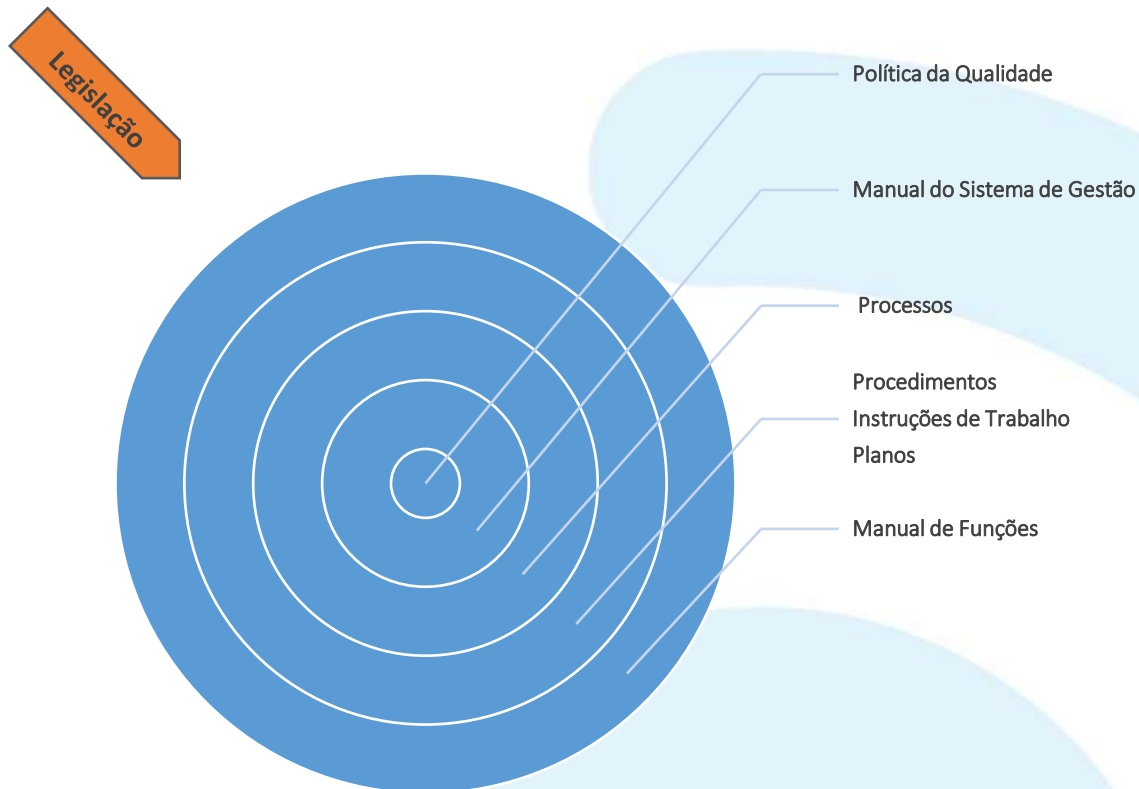 Legislação
Política da Qualidade
Manual do Sistema de Gestão
Processos
Procedimentos
Instruções de Trabalho
Planos
Manual de Funções